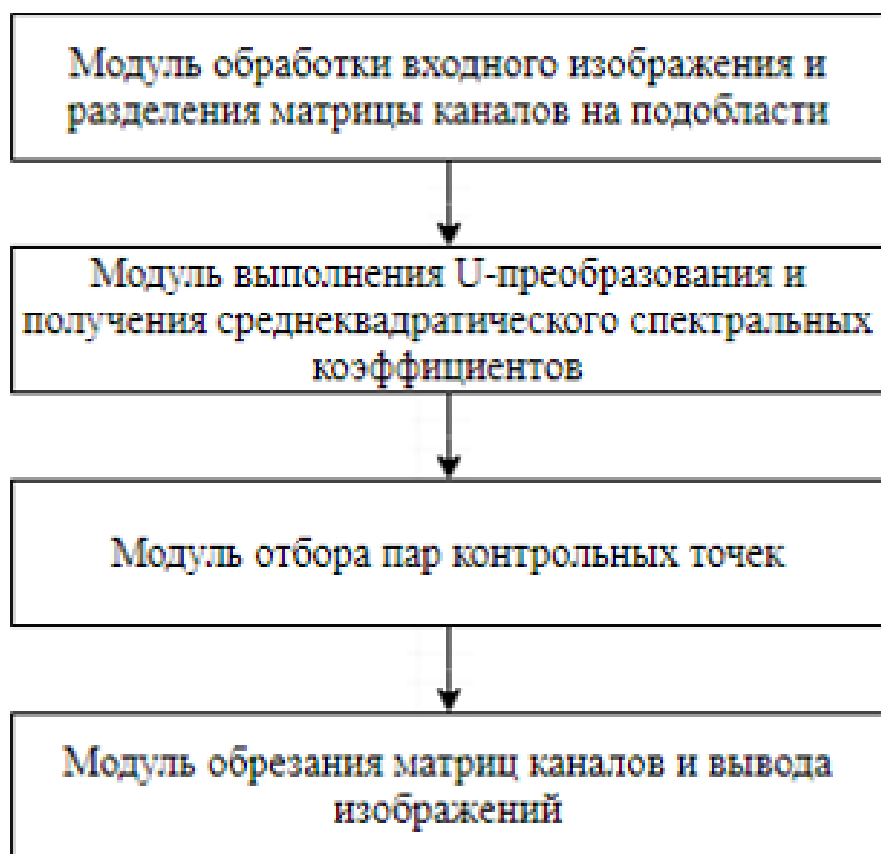 Модуль обработки входного изображения и
разделения матрицы каналов на подобласти
Модуль выполнения U-преобразования и
получения среднеквадратического спектральных
коэффициентов
Модуль отбора пар контрольных точек
Модуль обрезания матриц каналов и вывода
изображений